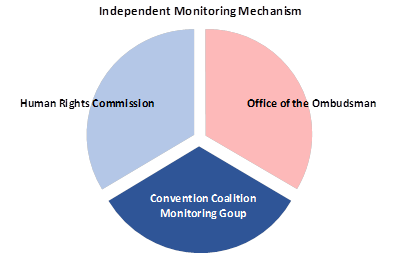 Independent Monitoring Mechanism
Human Rights Commission
Office of the Ombudsman
Convention Coalition
Monitoring Goup